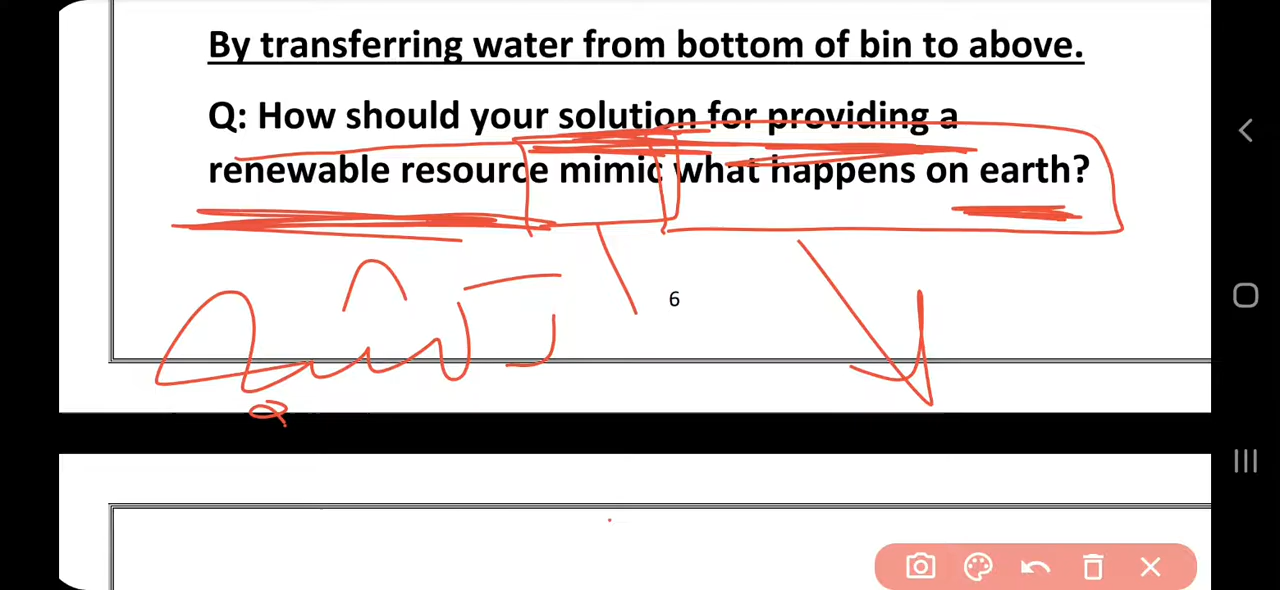 By transferring water from bottom of bin to above.
Q: How should your solution for providing a
renewable resource mimic what happens on earth?
6